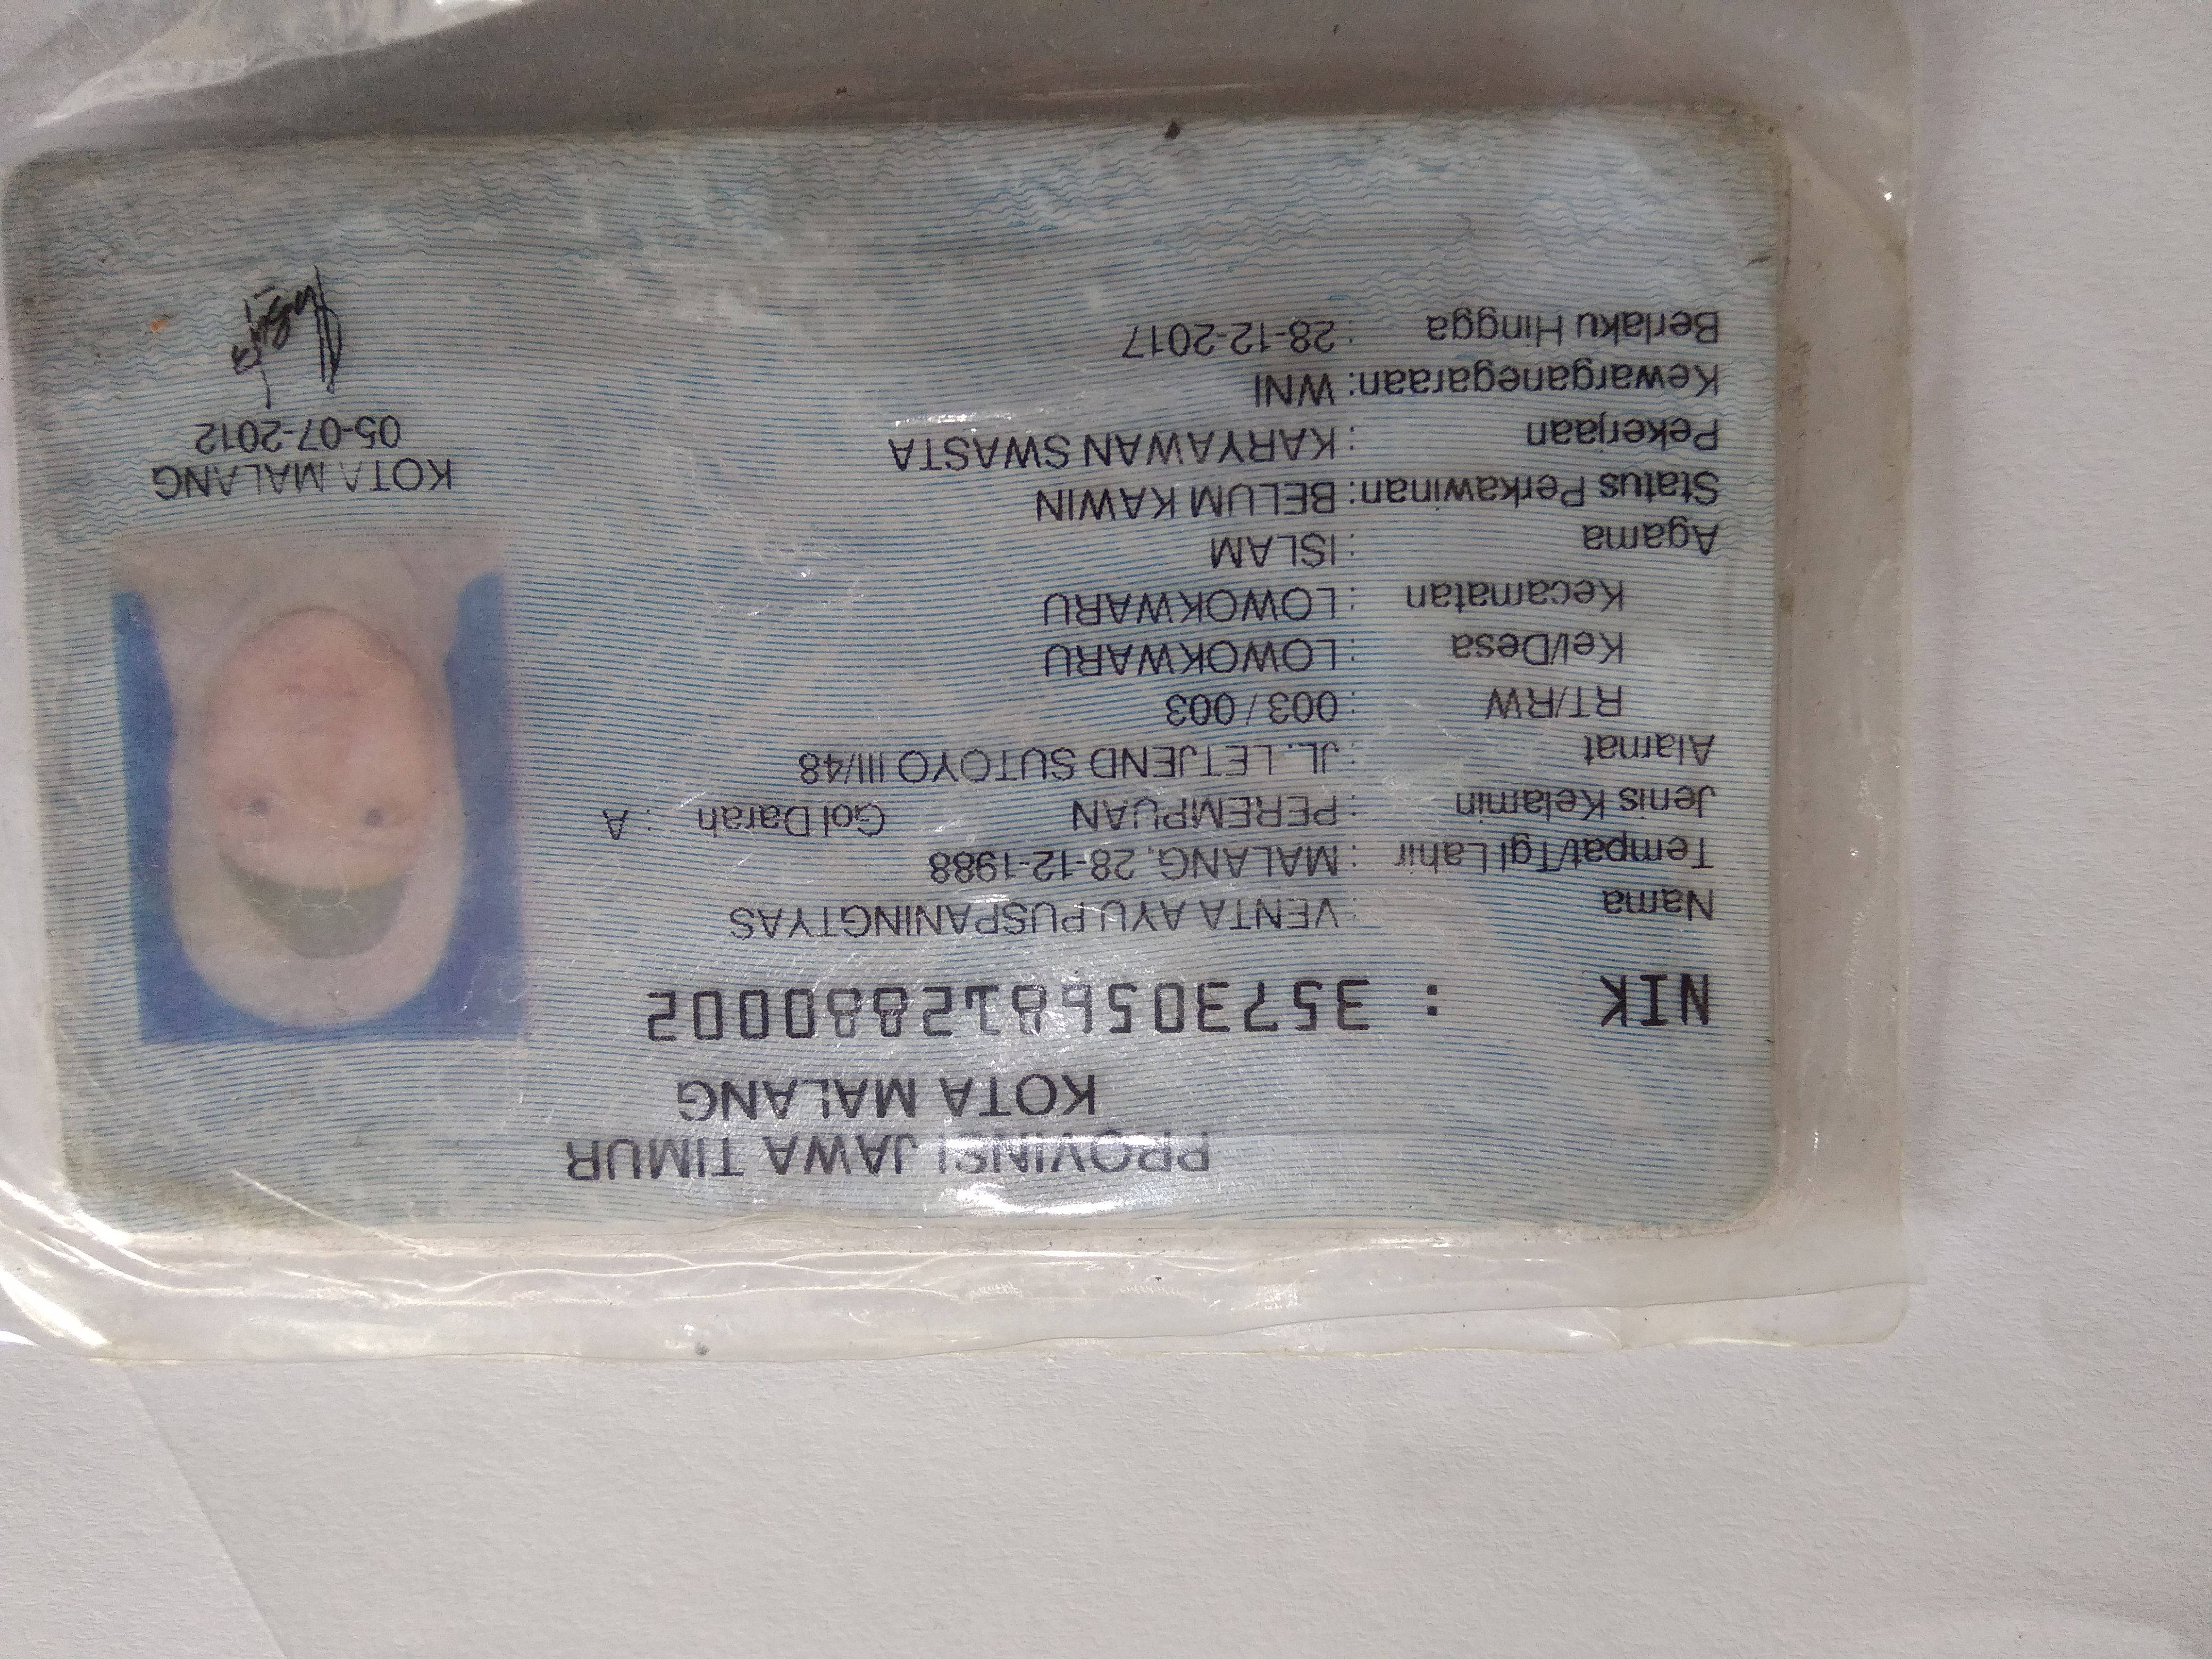 PROVINSI JAWA TIMUR
KOTA MALANG
NIK : 3573056812880002
Nama : VENTA AYU PUSPANINGTYAS
Tempat/Tgl Lahir : MALANG, 28-12-1988
Jenis Kelamin : PEREMPUAN Gol Darah : A
Alamat : JL. LETJEND SUTOYO III/48
RT/RW : 003 / 003
Kel/Desa : LOWOKWARU
Kecamatan : LOWOKWARU
Agama : ISLAM
Status Perkawinan: BELUM KAWIN
Pekerjaan : KARYAWAN SWASTA
Kewarganegaraan: WNI
Berlaku Hingga : 28-12-2017
KOTA MALANG
05-07-2012